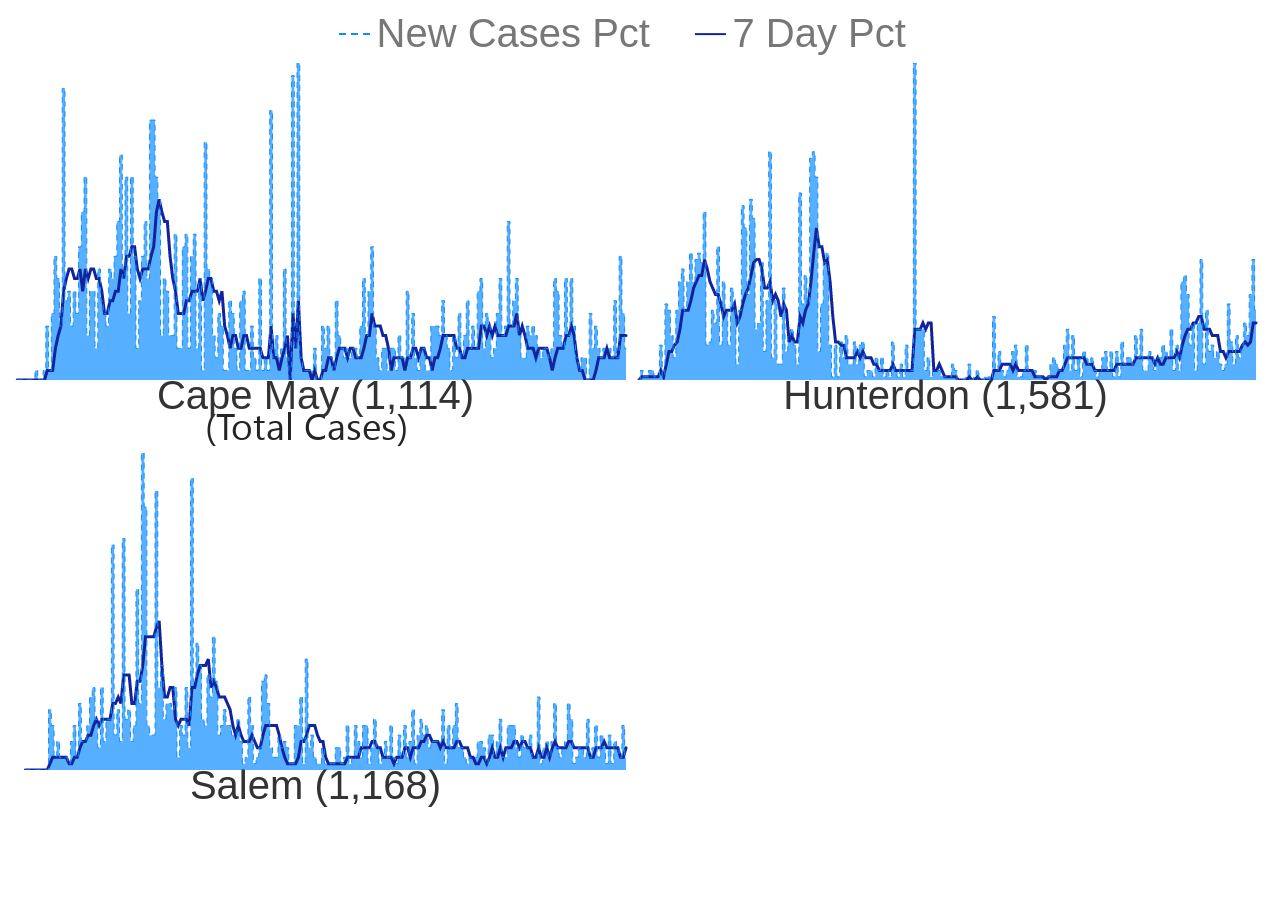 New Cases Pct 7 Day Pct
Cape May (1,114)
(Total Cases)
Hunterdon (1,581)
Salem (1,168)